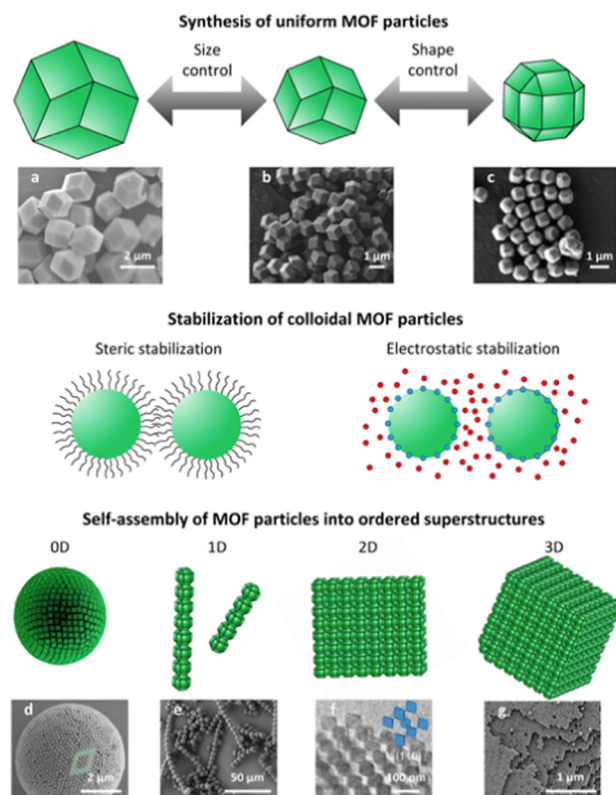 Synthesis of uniform MOF particles
Size
control
Shape
control
a
2 µm
b
1 µm
c
1 µm
Stabilization of colloidal MOF particles
Steric stabilization
Electrostatic stabilization
Self-assembly of MOF particles into ordered superstructures
0D
1D
2D
3D
d
2 µm
e
50 µm
f
(110)
100 nm
g
1 µm